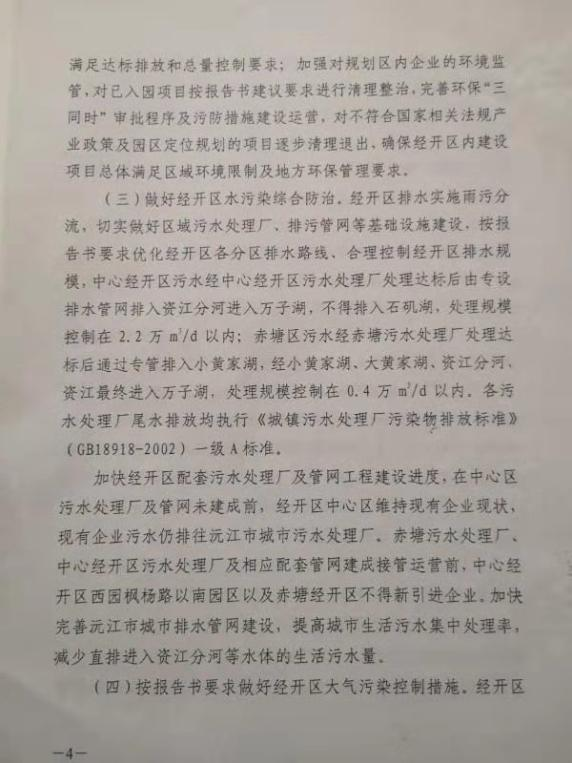 满足达标排放和总量控制要求；加强对规划区内企业的环境监
管，对已入园项目按报告书建议要求进行清理整治，完善环保“三
同时”审批程序及污防措施建设运营，对不符合国家相关法规产
业政策及园区定位规划的项目逐步清理退出，确保经开区内建设
项目总体满足区域环境限制及地方环保管理要求。
（三）做好经开区水污染综合防治。经开区排水实施雨污分
流，切实做好区域污水处理厂、排污管网等基础设施建设，按报
告书要求优化经开区各分区排水路线、合理控制经开区排水规
模，中心经开区污水经中心经开区污水处理厂处理达标后由专设
排水管网排入资江分河进入万子湖，不得排入石矶湖，处理规模
控制在 2.2 万 m³/d 以内；赤塘区污水经赤塘污水处理厂处理达
标后通过专管排入小黄家湖，经小黄家湖、大黄家湖、资江分河、
资江最终进入万子湖，处理规模控制在 0.4 万 m³/d 以内。各污
水处理厂尾水排放均执行《城镇污水处理厂污染物排放标准》
（GB18918-2002）一级 A 标准。
加快经开区配套污水处理厂及管网工程建设进度，在中心区
污水处理厂及管网未建成前，经开区中心区维持现有企业现状，
现有企业污水仍排往沅江市城市污水处理厂。赤塘污水处理厂、
中心经开区污水处理厂及相应配套管网建成接管运营前，中心经
开区西园枫杨路以南园区以及赤塘经开区不得新引进企业。加快
完善沅江市城市排水管网建设，提高城市生活污水集中处理率，
减少直排进入资江分河等水体的生活污水量。
（四）按报告书要求做好经开区大气污染控制措施。经开区
—4—